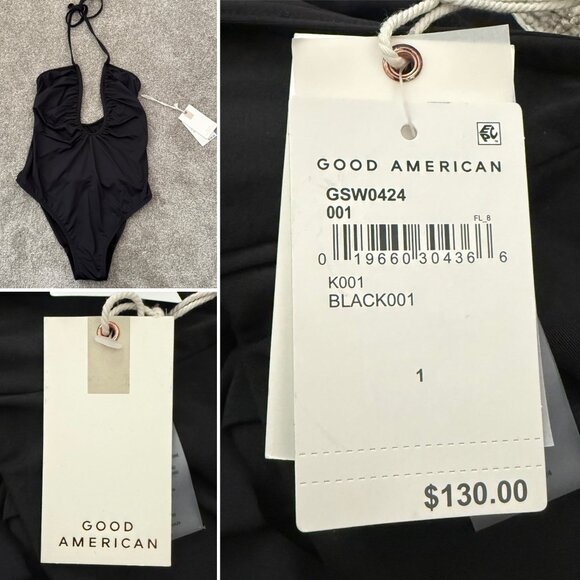 GOOD AMERICAN
GSW0424
001
FL_8
0 19660 30436 6
K001
BLACK001
1
$130.00
GOOD
AMERICAN